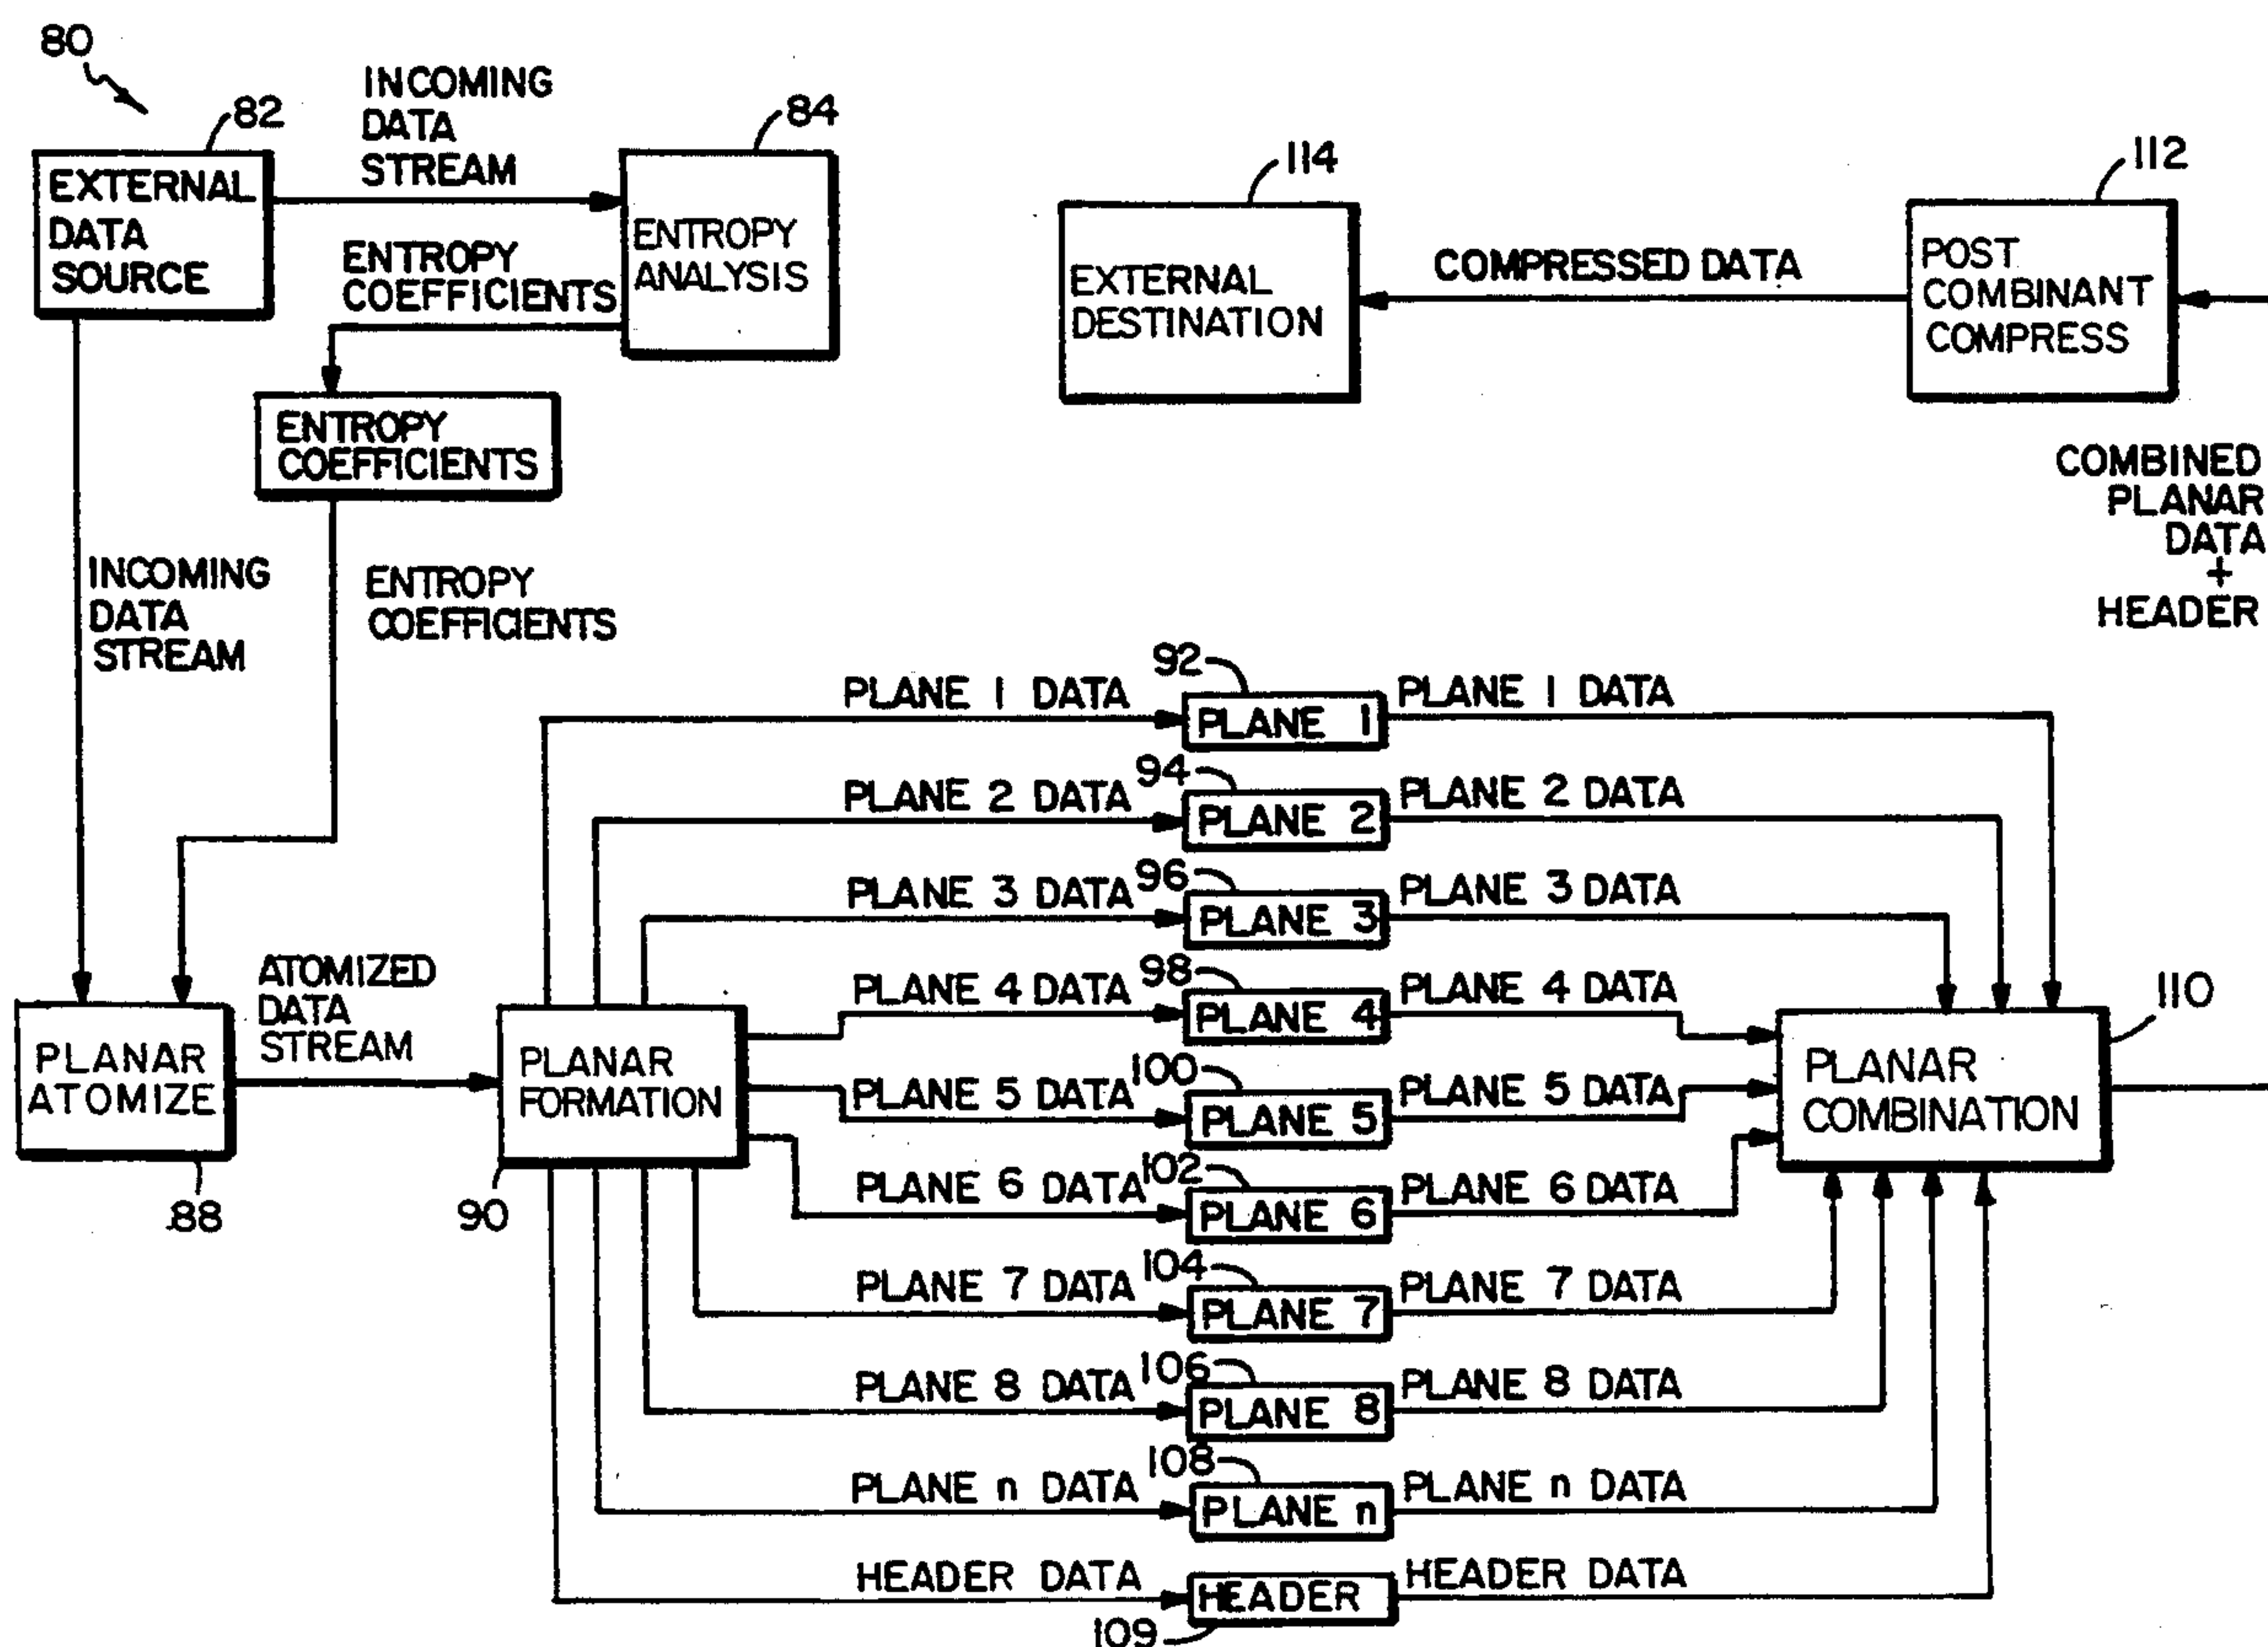 80
82
INCOMING
DATA
STREAM
84
EXTERNAL
DATA
SOURCE
ENTROPY
COEFFICIENTS
ENTROPY
ANALYSIS
114
EXTERNAL
DESTINATION
COMPRESSED DATA
112
POST
COMBINANT
COMPRESS
ENTROPY
COEFFICIENTS
COMBINED
PLANAR
DATA
+
HEADER
INCOMING
DATA
STREAM
ENTROPY
COEFFICIENTS
PLANE 1 DATA
92
PLANE 1
PLANE 1 DATA
PLANE 2 DATA
94
PLANE 2
PLANE 2 DATA
PLANE 3 DATA
96
PLANE 3
PLANE 3 DATA
PLANE 4 DATA
98
PLANE 4
PLANE 4 DATA
ATOMIZED
DATA
STREAM
PLANAR
ATOMIZE
88
PLANAR
FORMATION
90
PLANE 5 DATA
100
PLANE 5
PLANE 5 DATA
110
PLANAR
COMBINATION
PLANE 6 DATA
102
PLANE 6
PLANE 6 DATA
PLANE 7 DATA
104
PLANE 7
PLANE 7 DATA
PLANE 8 DATA
106
PLANE 8
PLANE 8 DATA
PLANE n DATA
108
PLANE n
PLANE n DATA
HEADER DATA
HEADER
HEADER DATA
109